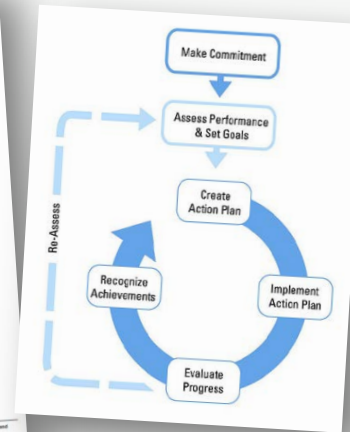 Make Commitment
Assess Performance
& Set Goals
Create
Action Plan
Implement
Action Plan
Evaluate
Progress
Recognize
Achievements
Re-Assess